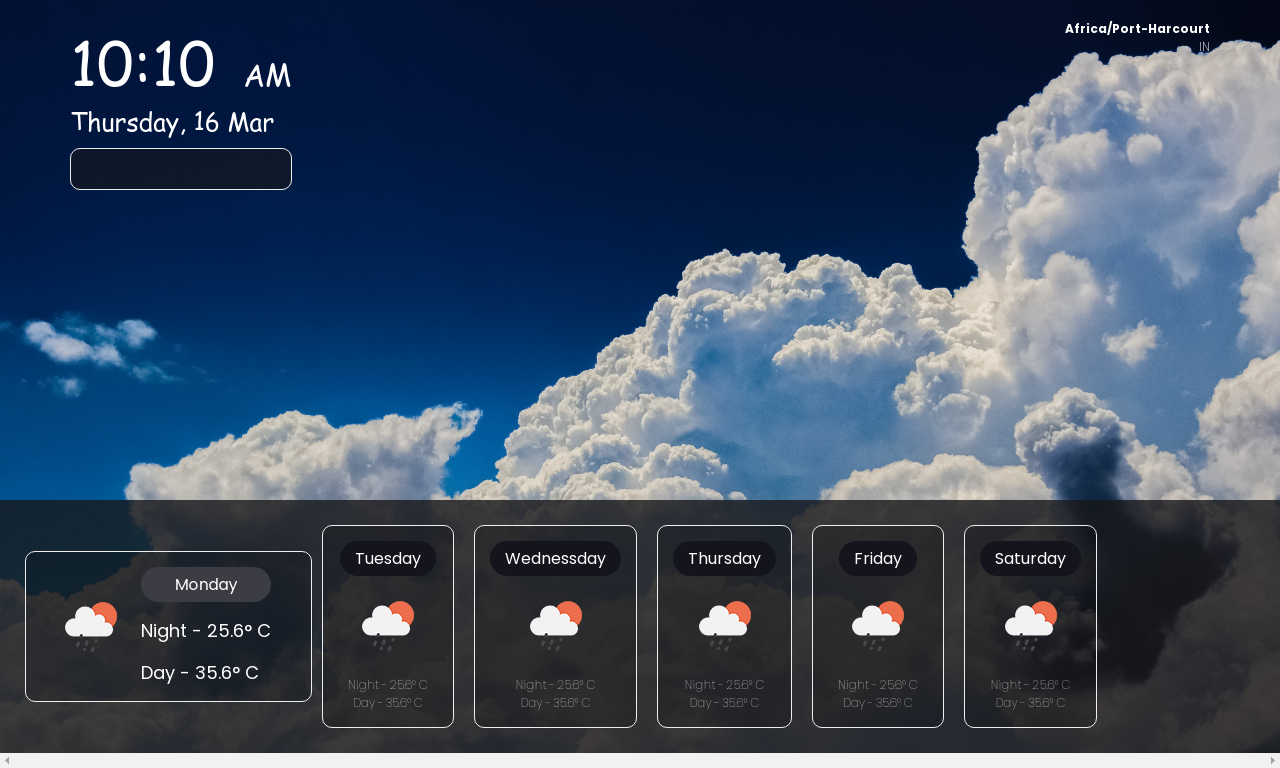 10:10 AM
Thursday, 16 Mar
Africa/Port-Harcourt
IN
Monday
Night - 25.6° C
Day - 35.6° C
Tuesday
Night - 25.6° C
Day - 35.6° C
Wednessday
Night - 25.6° C
Day - 35.6° C
Thursday
Night - 25.6° C
Day - 35.6° C
Friday
Night - 25.6° C
Day - 35.6° C
Saturday
Night - 25.6° C
Day - 35.6° C